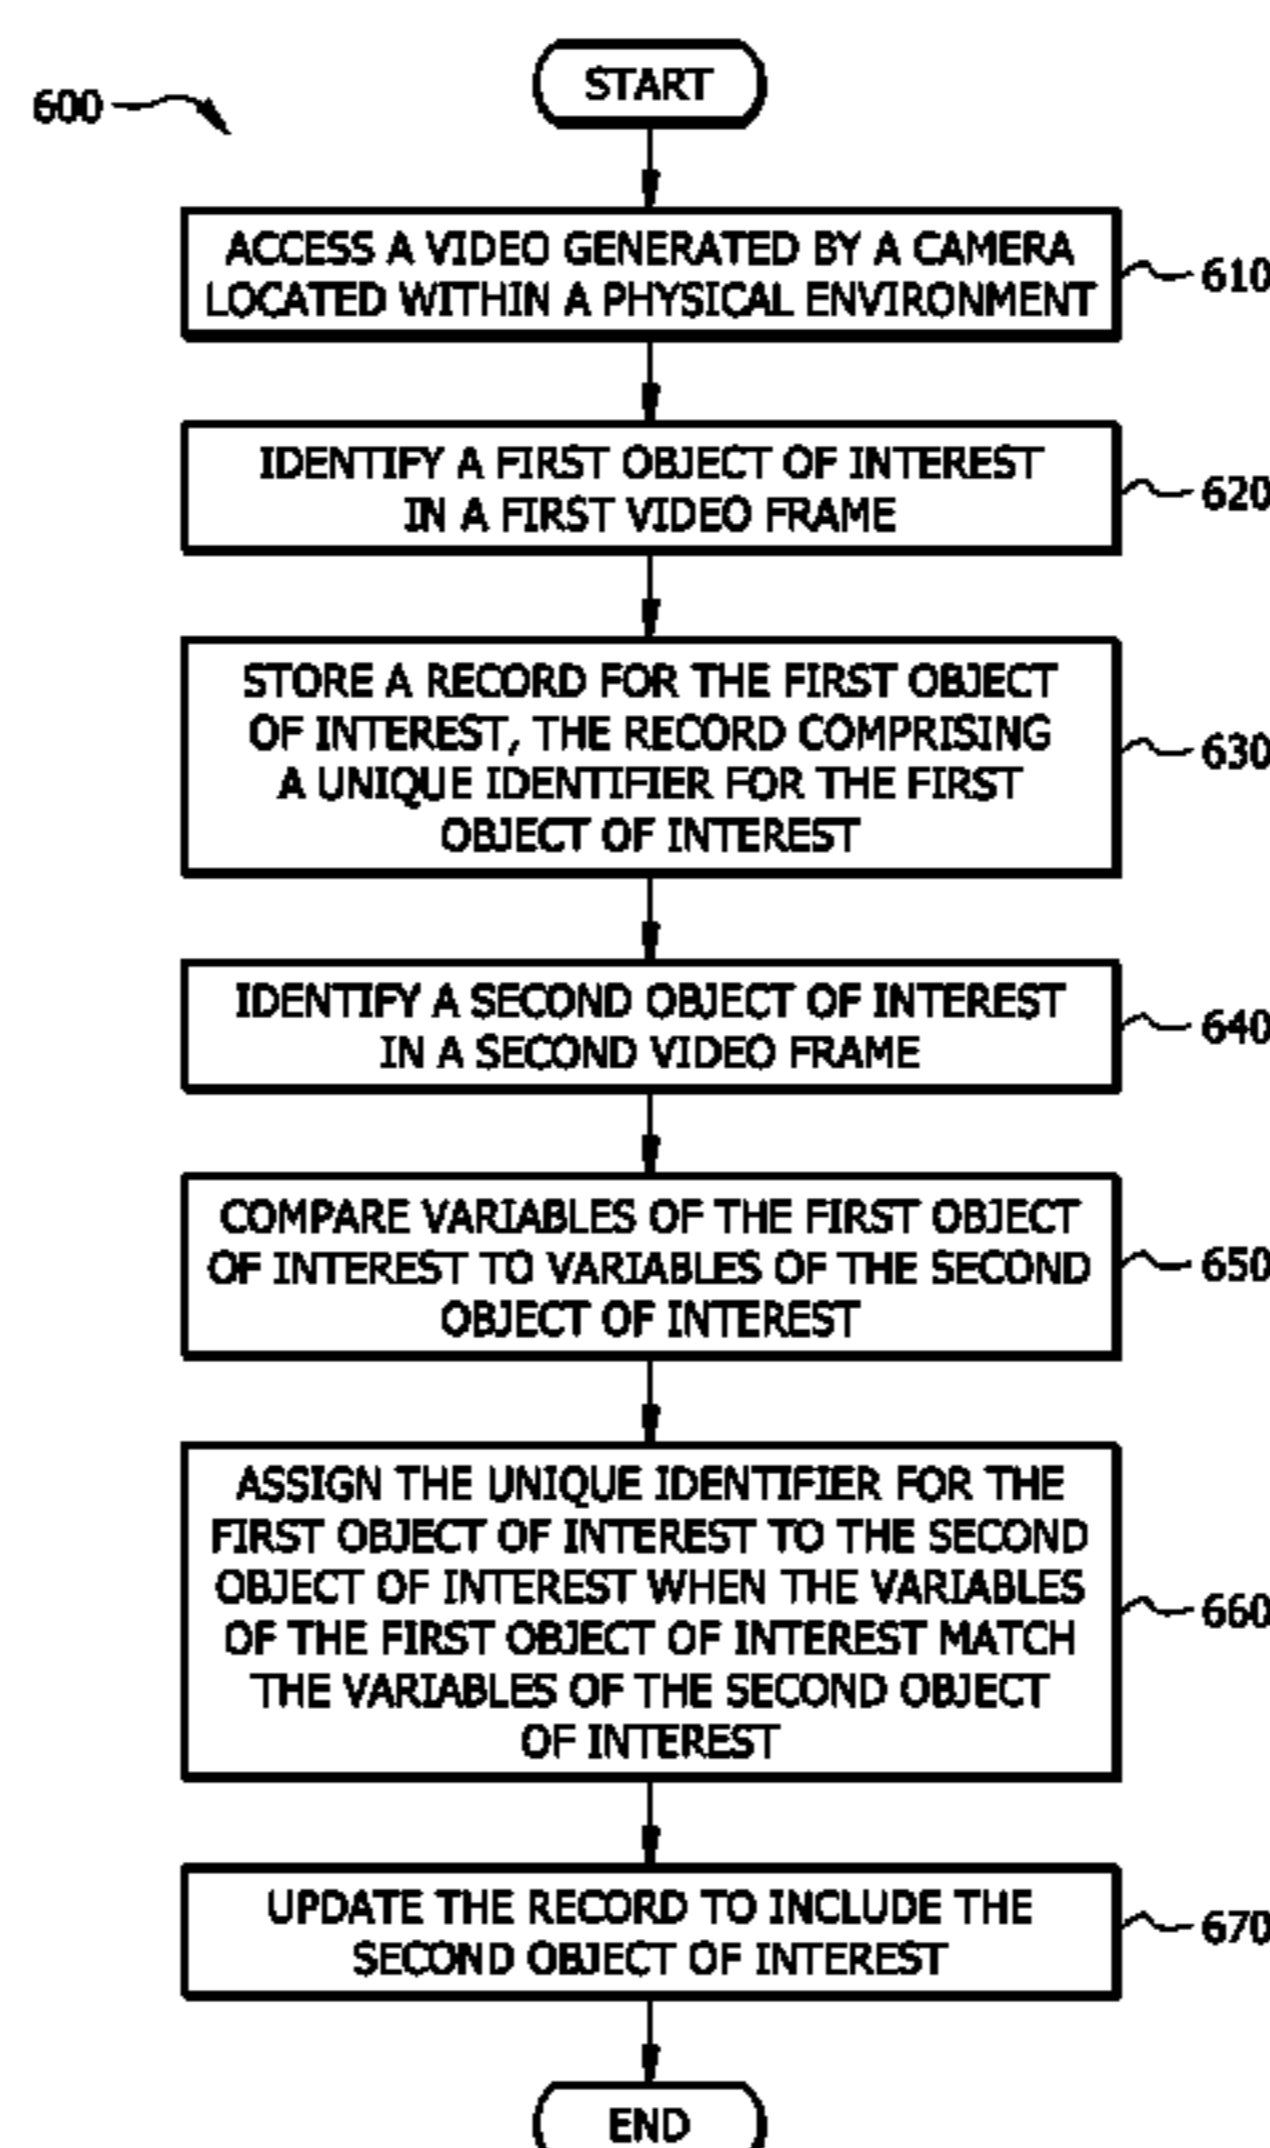 START
600
ACCESS A VIDEO GENERATED BY A CAMERA
LOCATED WITHIN A PHYSICAL ENVIRONMENT
610
IDENTIFY A FIRST OBJECT OF INTEREST
IN A FIRST VIDEO FRAME
620
STORE A RECORD FOR THE FIRST OBJECT
OF INTEREST, THE RECORD COMPRISING
A UNIQUE IDENTIFIER FOR THE FIRST
OBJECT OF INTEREST
630
IDENTIFY A SECOND OBJECT OF INTEREST
IN A SECOND VIDEO FRAME
640
COMPARE VARIABLES OF THE FIRST OBJECT
OF INTEREST TO VARIABLES OF THE SECOND
OBJECT OF INTEREST
650
ASSIGN THE UNIQUE IDENTIFIER FOR THE
FIRST OBJECT OF INTEREST TO THE SECOND
OBJECT OF INTEREST WHEN THE VARIABLES
OF THE FIRST OBJECT OF INTEREST MATCH
THE VARIABLES OF THE SECOND OBJECT
OF INTEREST
660
UPDATE THE RECORD TO INCLUDE THE
SECOND OBJECT OF INTEREST
670
END